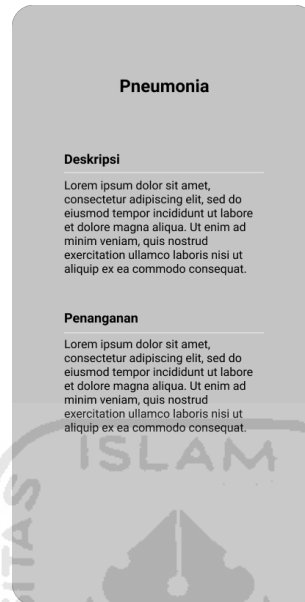 Pneumonia
Deskripsi
Lorem ipsum dolor sit amet,
consectetur adipiscing elit, sed do
eiusmod tempor incididunt ut labore
et dolore magna aliqua. Ut enim ad
minim veniam, quis nostrud
exercitation ullamco laboris nisi ut
aliquip ex ea commodo consequat.
Penanganan
Lorem ipsum dolor sit amet,
consectetur adipiscing elit, sed do
eiusmod tempor incididunt ut labore
et dolore magna aliqua. Ut enim ad
minim veniam, quis nostrud
exercitation ullamco laboris nisi ut
aliquip ex ea commodo consequat.
ISLAM
ITAS